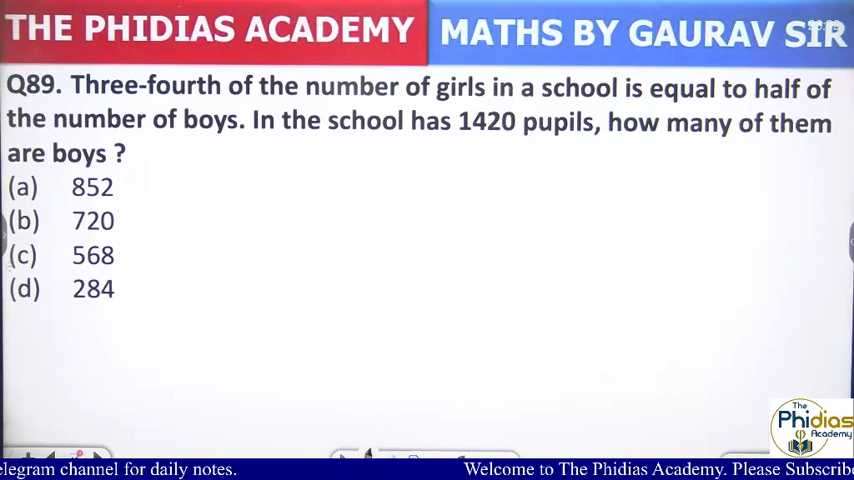 THE PHIDIAS ACADEMY MATHS BY GAURAV SIR
Q89. Three-fourth of the number of girls in a school is equal to half of
the number of boys. In the school has 1420 pupils, how many of them
are boys ?
(a) 852
(b) 720
(c) 568
(d) 284
The
Phidias
Academy
elegram channel for daily notes. Welcome to The Phidias Academy. Please Subscribe